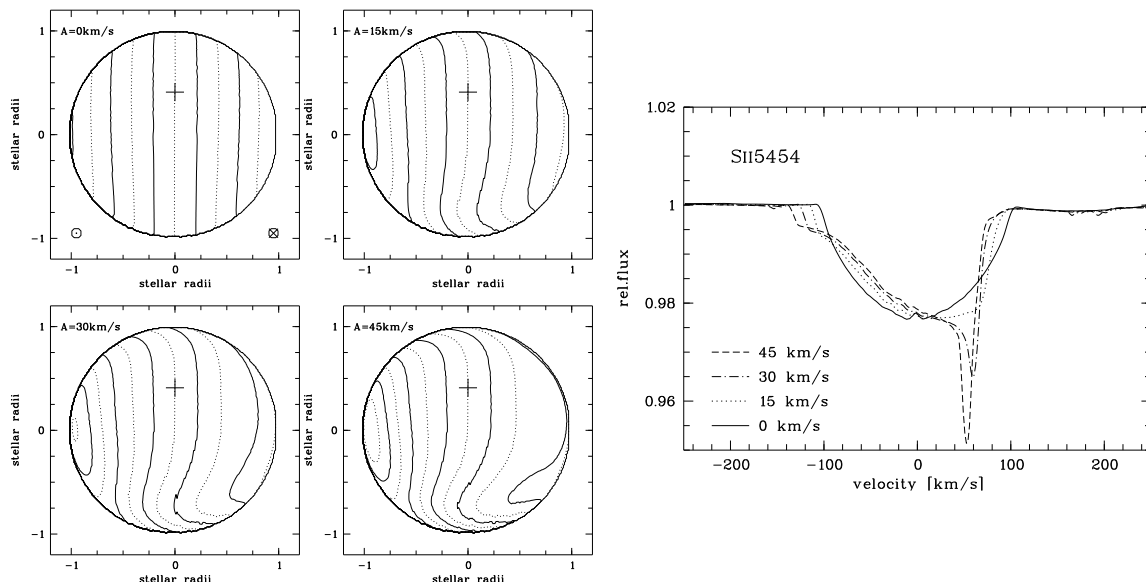 A=0km/s
stellar radii
1
0
−1
−1
0
1
stellar radii
A=15km/s
stellar radii
1
0
−1
−1
0
1
stellar radii
A=30km/s
stellar radii
1
0
−1
−1
0
1
stellar radii
A=45km/s
stellar radii
1
0
−1
−1
0
1
stellar radii
SII5454
rel.flux
1.02
1
0.98
0.96
45 km/s
30 km/s
15 km/s
0 km/s
−200
−100
0
100
200
velocity [km/s]